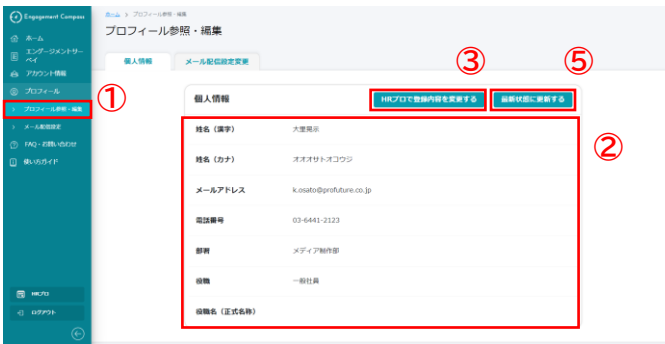 Engagement Compass
ホーム
エンゲージメントサーベイ
アカウント情報
プロフィール
プロフィール参照・編集
メール配信設定
FAQ・お問い合わせ
使い方ガイド
HRプロ
ログアウト
ホーム > プロフィール参照・編集
プロフィール参照・編集
個人情報
メール配信設定変更
① ② ③ ⑤
個人情報
HRプロで登録内容を変更する
最新状態に更新する
姓名（漢字）
姓名（カナ） オオオサトオコウジ
メールアドレス k.osato@profuture.co.jp
電話番号 03-6441-2123
部署 メディア制作部
役職 一般社員
役職名（正式名称）